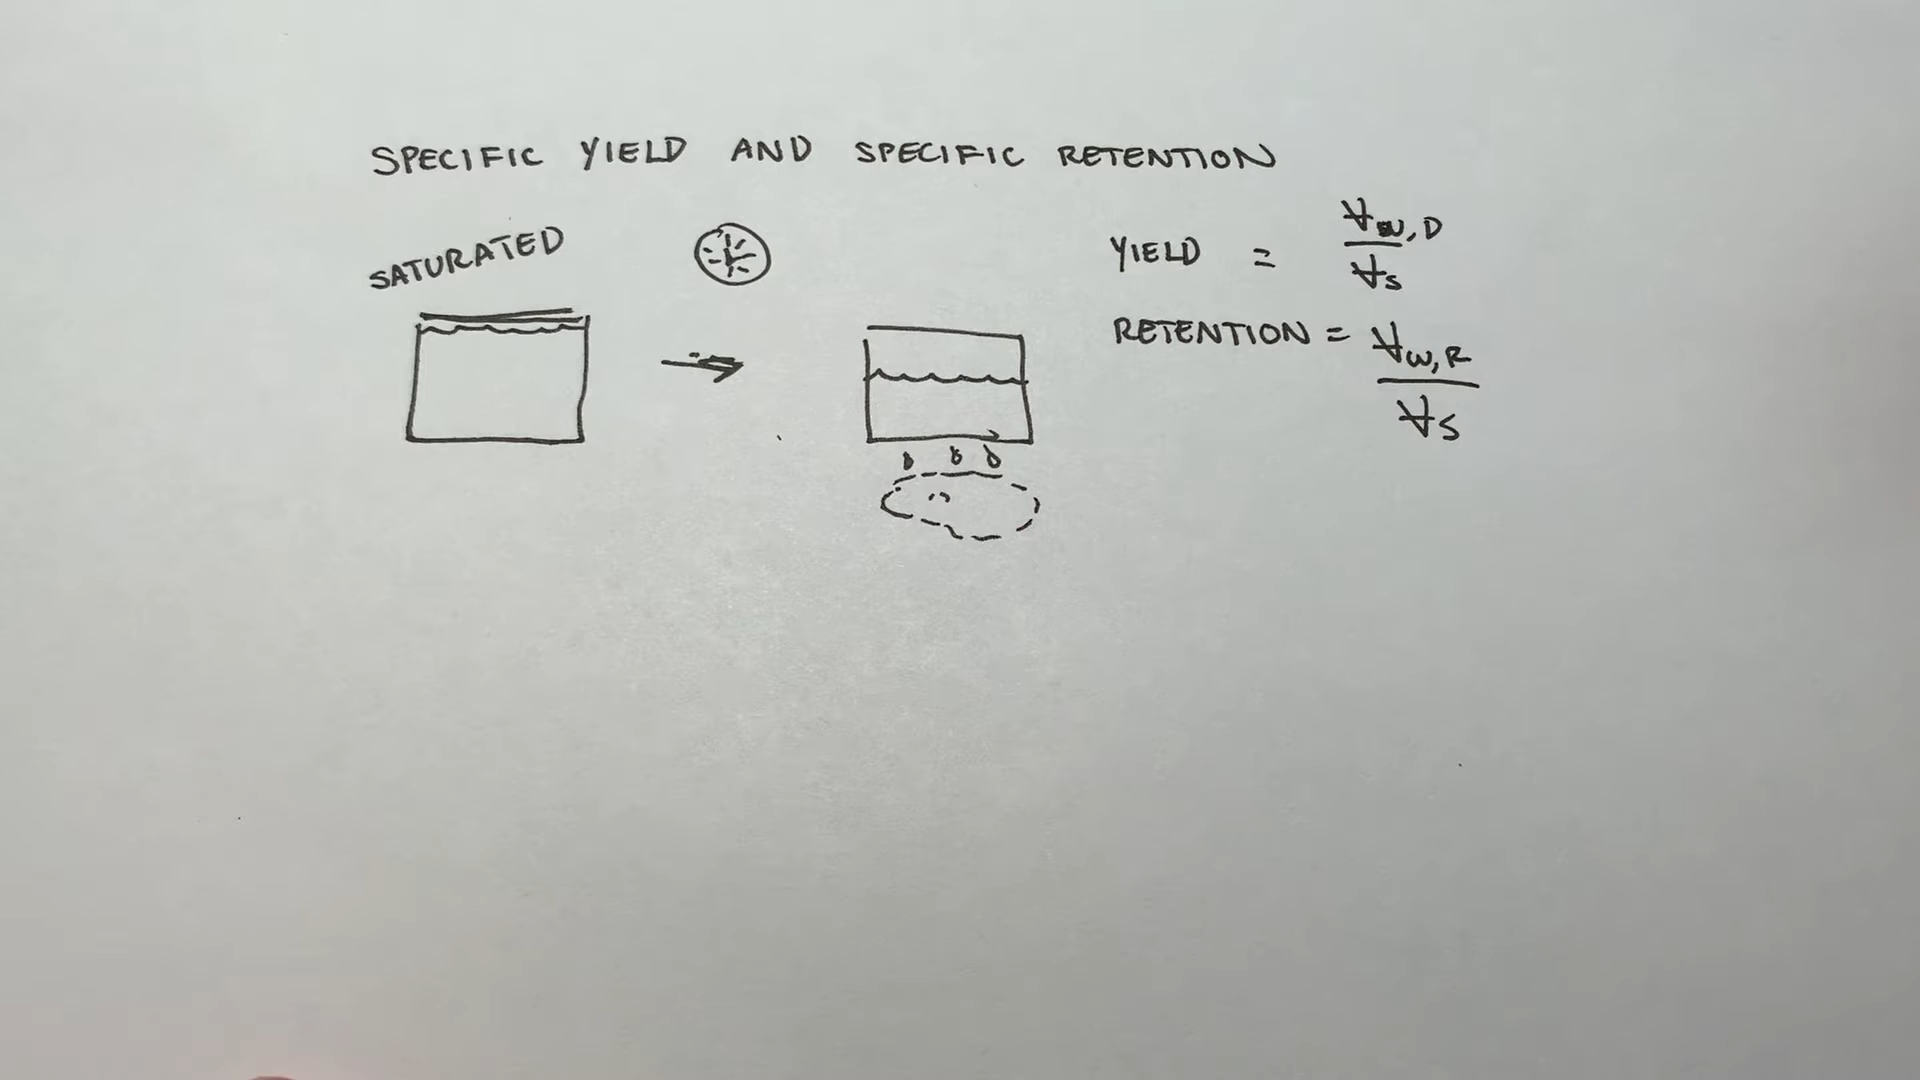 SPECIFIC YIELD AND SPECIFIC RETENTION
SATURATED
YIELD = V̶w,D / V̶s
RETENTION = V̶w,R / V̶s